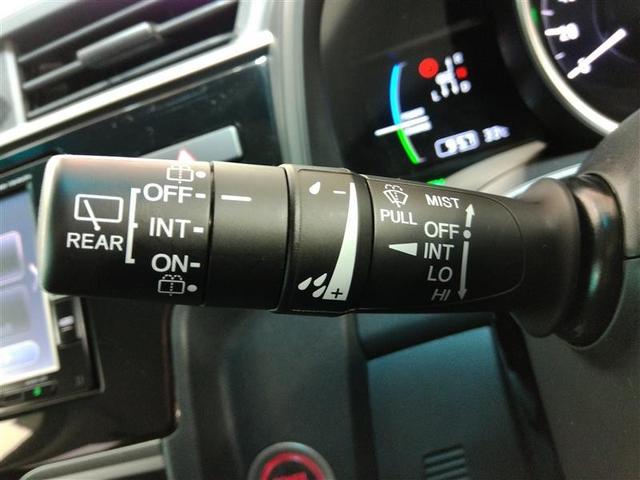 REAR
OFF
INT
ON
PULL
MIST
OFF
INT
LO
HI